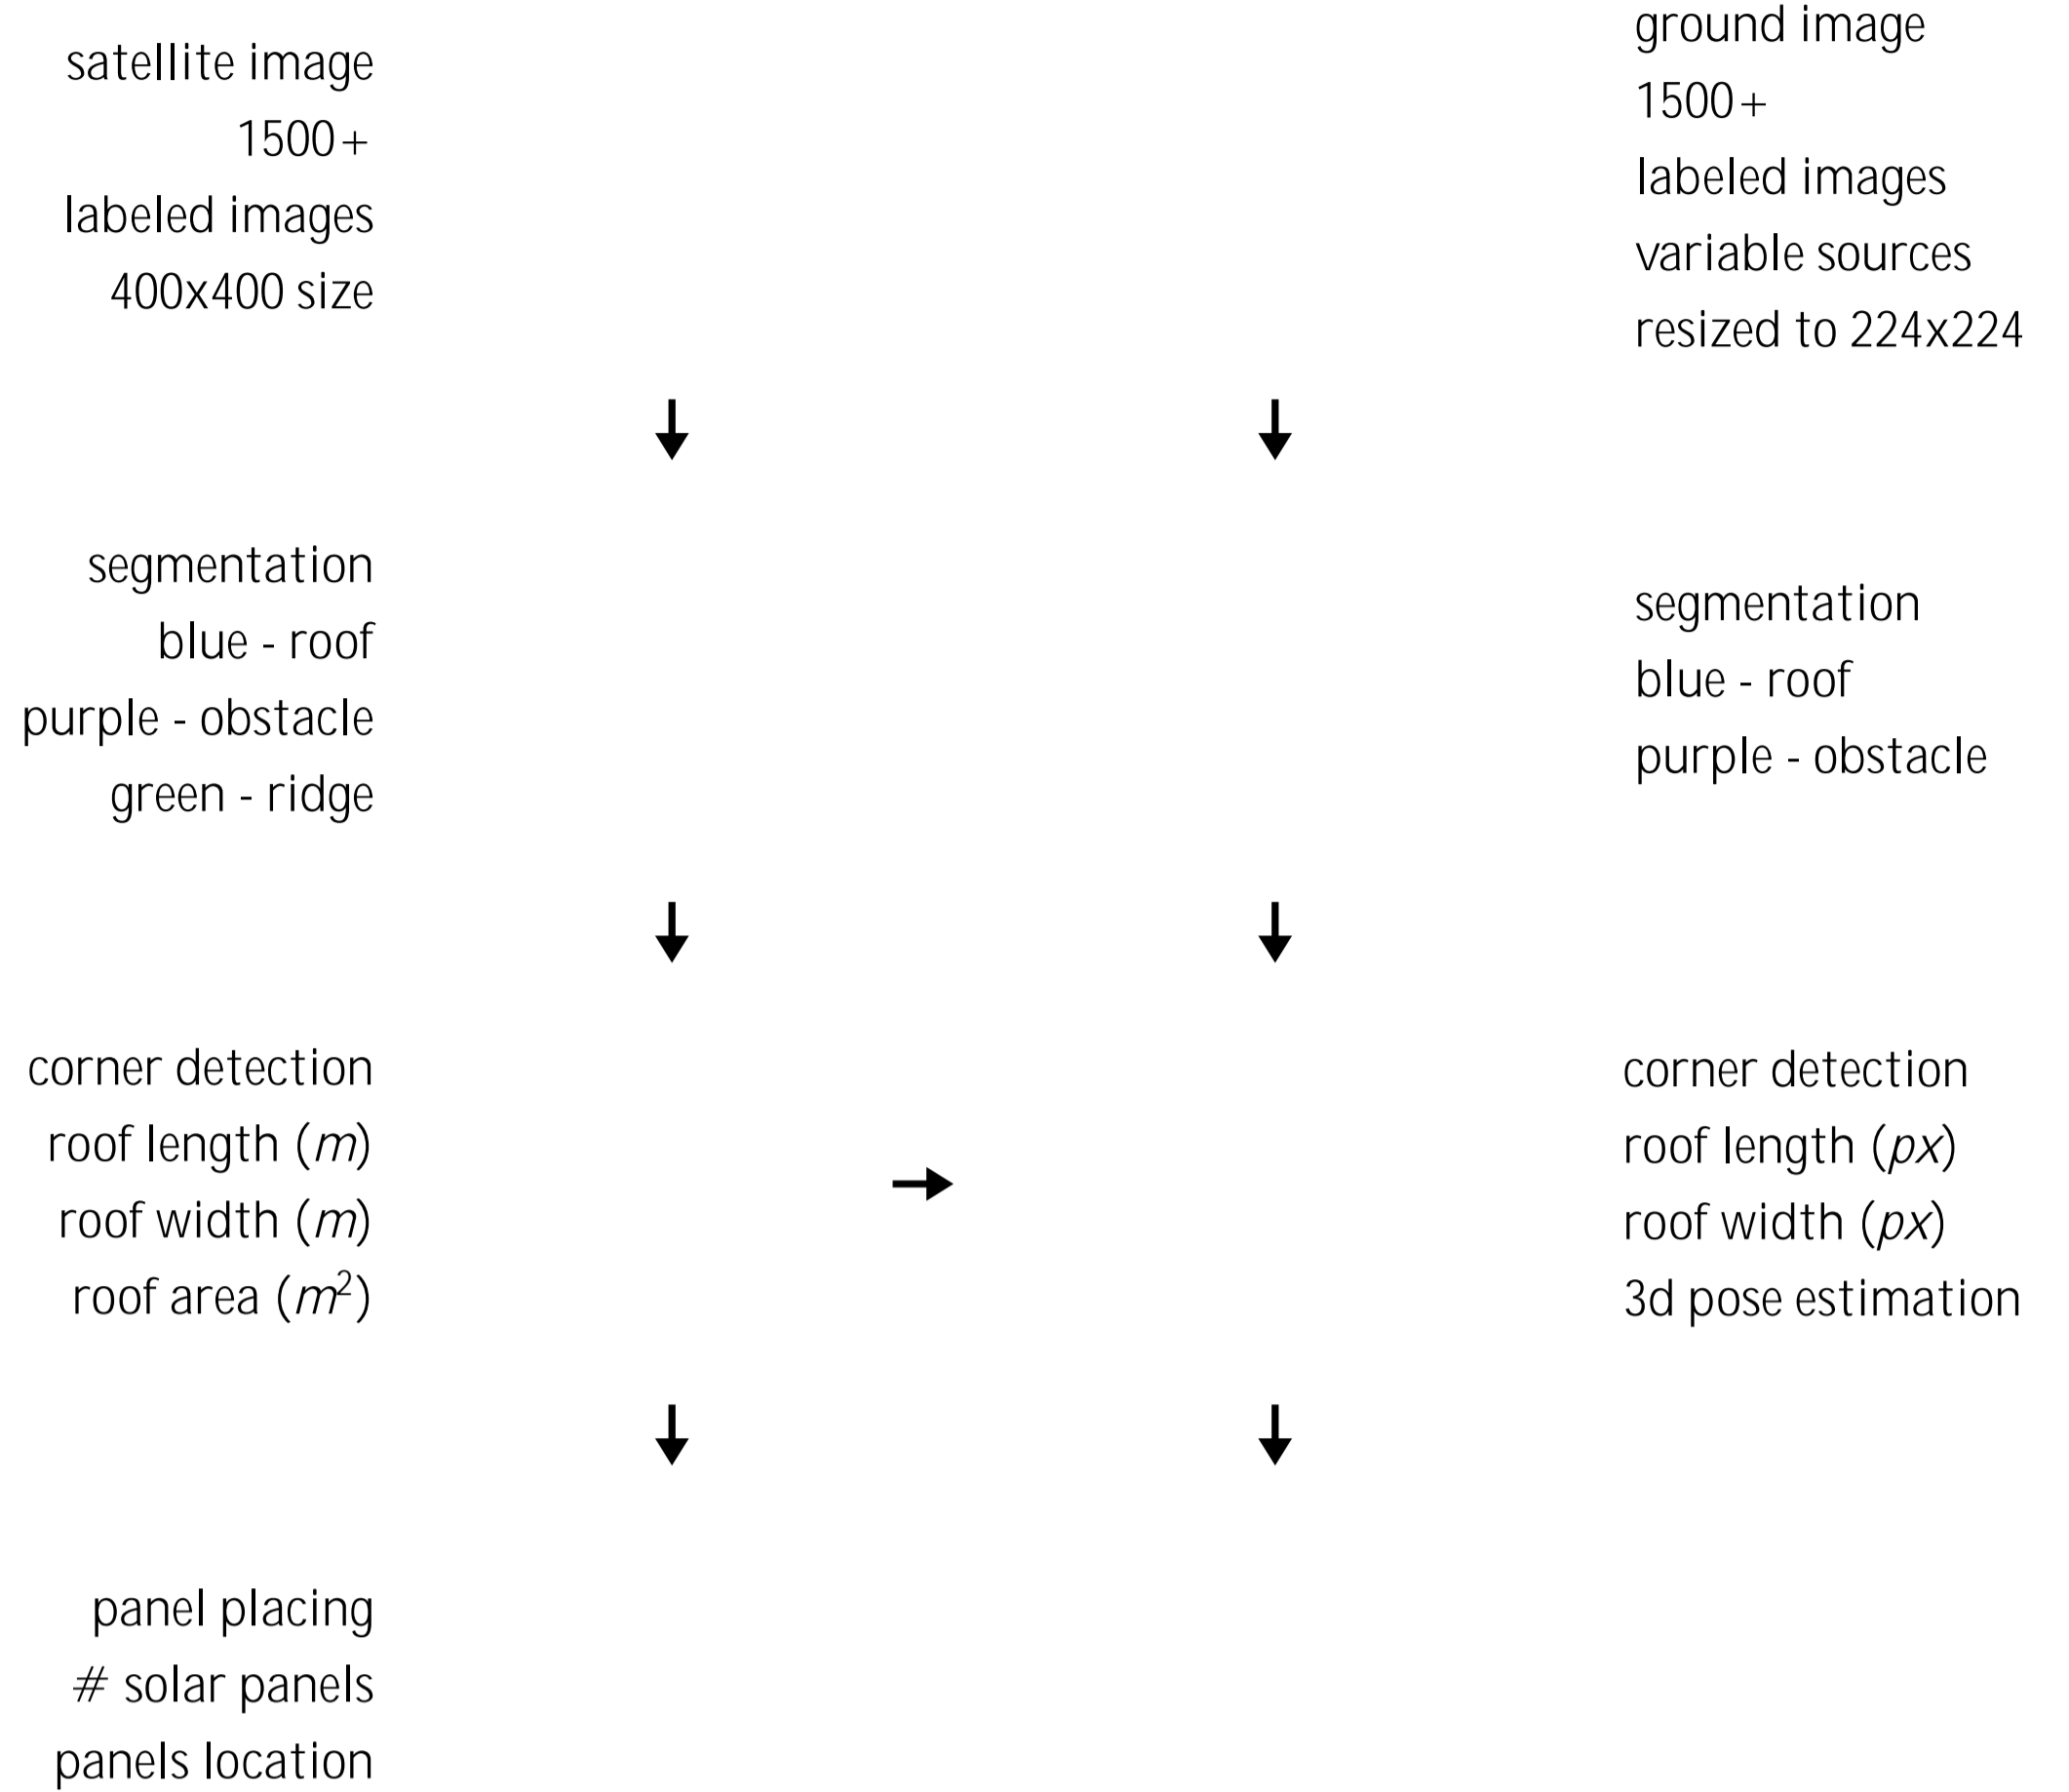 satellite image
1500+
labeled images
400x400 size
ground image
1500+
labeled images
variable sources
resized to 224x224
segmentation
blue - roof
purple - obstacle
green - ridge
segmentation
blue - roof
purple - obstacle
corner detection
roof length (m)
roof width (m)
roof area (m²)
corner detection
roof length (px)
roof width (px)
3d pose estimation
panel placing
# solar panels
panels location